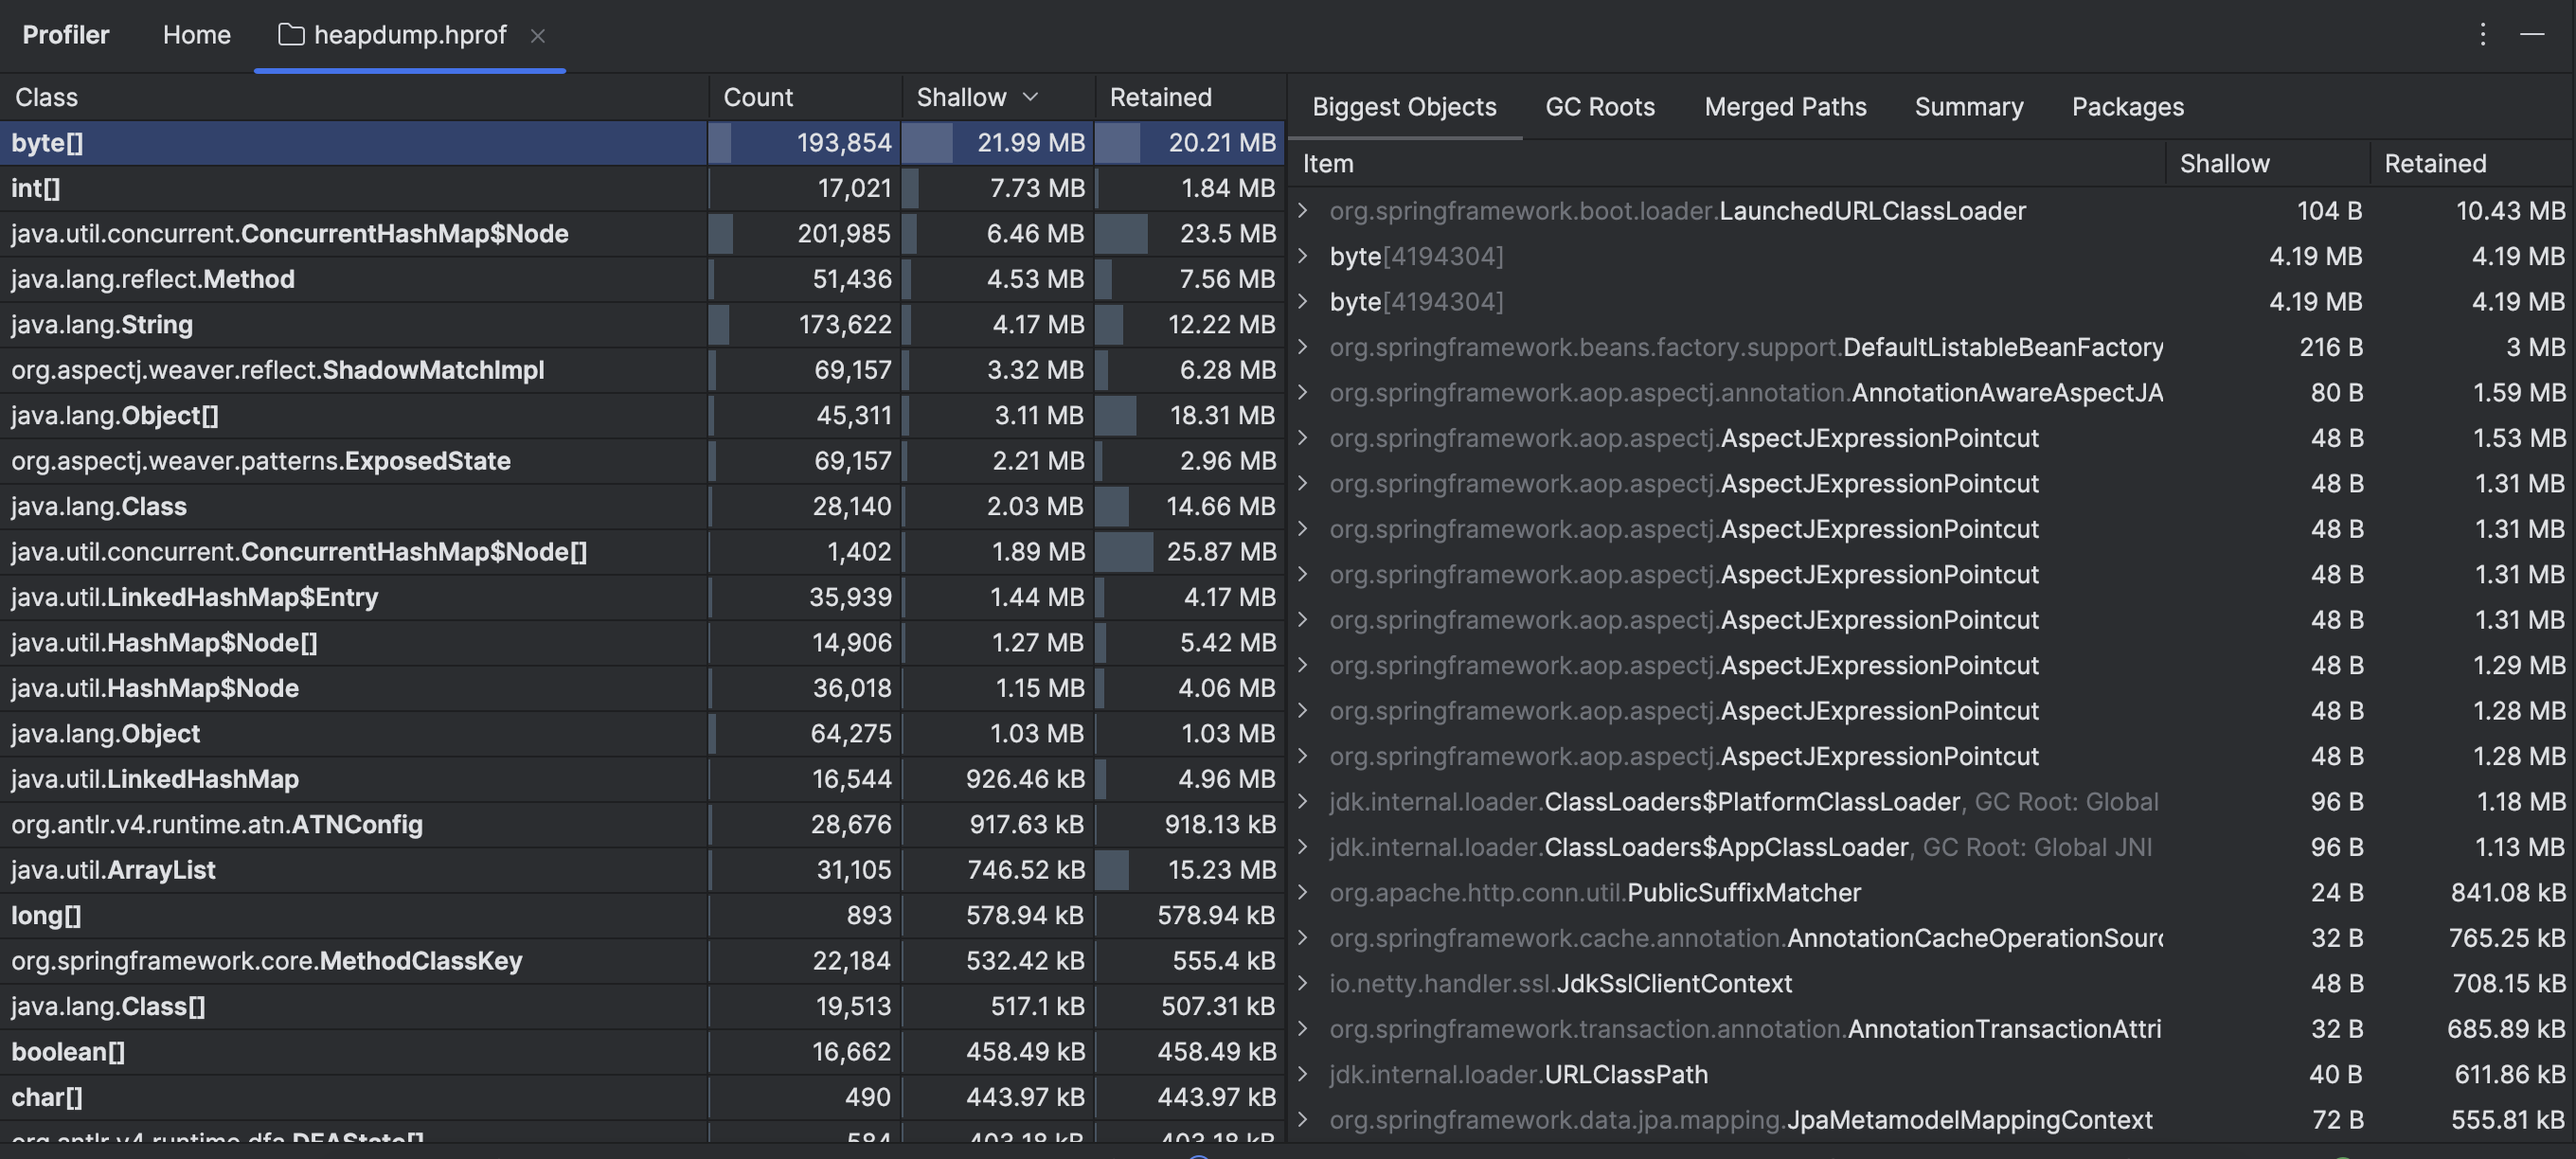 Profiler Home heapdump.hprof
Class Count Shallow Retained
byte[] 193,854 21.99 MB 20.21 MB
int[] 17,021 7.73 MB 1.84 MB
java.util.concurrent.ConcurrentHashMap$Node 201,985 6.46 MB 23.5 MB
java.lang.reflect.Method 51,436 4.53 MB 7.56 MB
java.lang.String 173,622 4.17 MB 12.22 MB
org.aspectj.weaver.reflect.ShadowMatchImpl 69,157 3.32 MB 6.28 MB
java.lang.Object[] 45,311 3.11 MB 18.31 MB
org.aspectj.weaver.patterns.ExposedState 69,157 2.21 MB 2.96 MB
java.lang.Class 28,140 2.03 MB 14.66 MB
java.util.concurrent.ConcurrentHashMap$Node[] 1,402 1.89 MB 25.87 MB
java.util.LinkedHashMap$Entry 35,939 1.44 MB 4.17 MB
java.util.HashMap$Node[] 14,906 1.27 MB 5.42 MB
java.util.HashMap$Node 36,018 1.15 MB 4.06 MB
java.lang.Object 64,275 1.03 MB 1.03 MB
java.util.LinkedHashMap 16,544 926.46 kB 4.96 MB
org.antlr.v4.runtime.atn.ATNConfig 28,676 917.63 kB 918.13 kB
java.util.ArrayList 31,105 746.52 kB 15.23 MB
long[] 893 578.94 kB 578.94 kB
org.springframework.core.MethodClassKey 22,184 532.42 kB 555.4 kB
java.lang.Class[] 19,513 517.1 kB 507.31 kB
boolean[] 16,662 458.49 kB 458.49 kB
char[] 490 443.97 kB 443.97 kB
org.antlr.v4.runtime.dfa.DFAState[] 584 403.18 kB 403.18 kB
Biggest Objects GC Roots Merged Paths Summary Packages
Item Shallow Retained
org.springframework.boot.loader.LaunchedURLClassLoader 104 B 10.43 MB
byte[4194304] 4.19 MB 4.19 MB
byte[4194304] 4.19 MB 4.19 MB
org.springframework.beans.factory.support.DefaultListableBeanFactory 216 B 3 MB
org.springframework.aop.aspectj.annotation.AnnotationAwareAspectJA 80 B 1.59 MB
org.springframework.aop.aspectj.AspectJExpressionPointcut 48 B 1.53 MB
org.springframework.aop.aspectj.AspectJExpressionPointcut 48 B 1.31 MB
org.springframework.aop.aspectj.AspectJExpressionPointcut 48 B 1.31 MB
org.springframework.aop.aspectj.AspectJExpressionPointcut 48 B 1.31 MB
org.springframework.aop.aspectj.AspectJExpressionPointcut 48 B 1.31 MB
org.springframework.aop.aspectj.AspectJExpressionPointcut 48 B 1.29 MB
org.springframework.aop.aspectj.AspectJExpressionPointcut 48 B 1.28 MB
org.springframework.aop.aspectj.AspectJExpressionPointcut 48 B 1.28 MB
jdk.internal.loader.ClassLoaders$PlatformClassLoader, GC Root: Global 96 B 1.18 MB
jdk.internal.loader.ClassLoaders$AppClassLoader, GC Root: Global JNI 96 B 1.13 MB
org.apache.http.conn.util.PublicSuffixMatcher 24 B 841.08 kB
org.springframework.cache.annotation.AnnotationCacheOperationSourc 32 B 765.25 kB
io.netty.handler.ssl.JdkSslClientContext 48 B 708.15 kB
org.springframework.transaction.annotation.AnnotationTransactionAttri 32 B 685.89 kB
jdk.internal.loader.URLClassPath 40 B 611.86 kB
org.springframework.data.jpa.mapping.JpaMetamodelMappingContext 72 B 555.81 kB